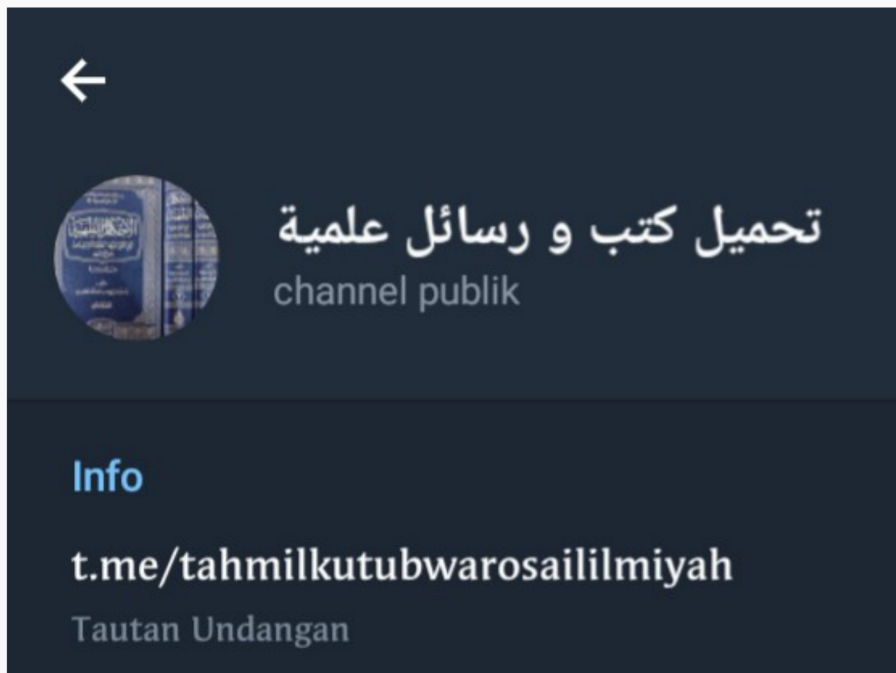 تحميل كتب و رسائل علمية
channel publik
Info
t.me/tahmilkutubwarosaililmiyah
Tautan Undangan